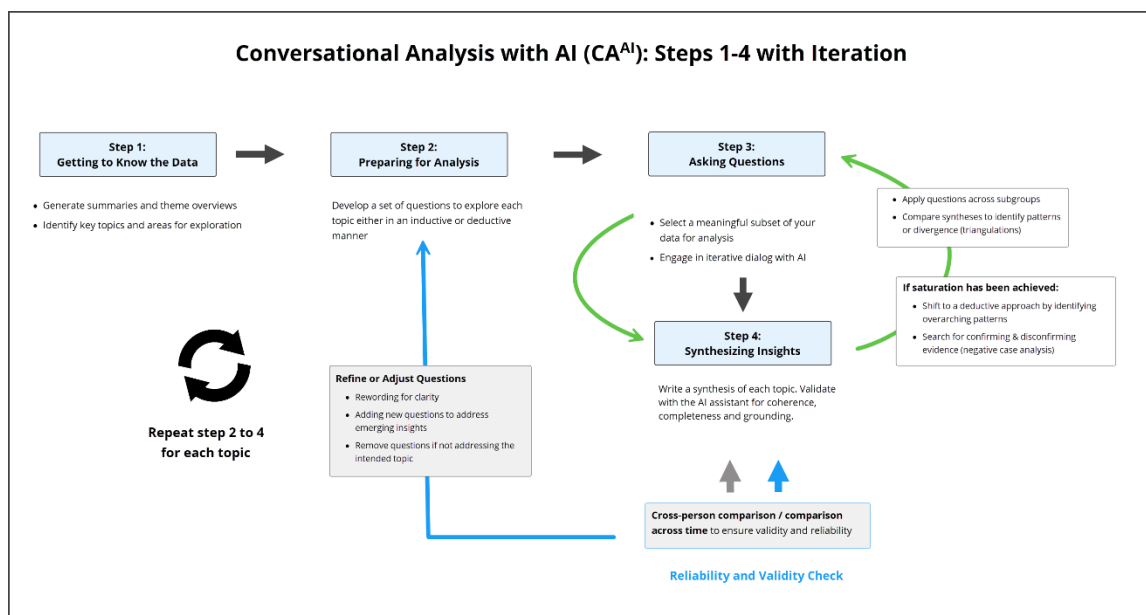 Conversational Analysis with AI (CA^AI): Steps 1-4 with Iteration
Step 1:
Getting to Know the Data
• Generate summaries and theme overviews
• Identify key topics and areas for exploration
Step 2:
Preparing for Analysis
Develop a set of questions to explore each
topic either in an inductive or deductive
manner
Step 3:
Asking Questions
• Select a meaningful subset of your
data for analysis
• Engage in iterative dialog with AI
• Apply questions across subgroups
• Compare syntheses to identify patterns
or divergence (triangulations)
If saturation has been achieved:
• Shift to a deductive approach by identifying
overarching patterns
• Search for confirming & disconfirming
evidence (negative case analysis)
Step 4:
Synthesizing Insights
Write a synthesis of each topic. Validate
with the AI assistant for coherence,
completeness and grounding.
Refine or Adjust Questions
• Rewording for clarity
• Adding new questions to address
emerging insights
• Remove questions if not addressing the
intended topic
Repeat step 2 to 4
for each topic
Cross-person comparison / comparison
across time to ensure validity and reliability
Reliability and Validity Check